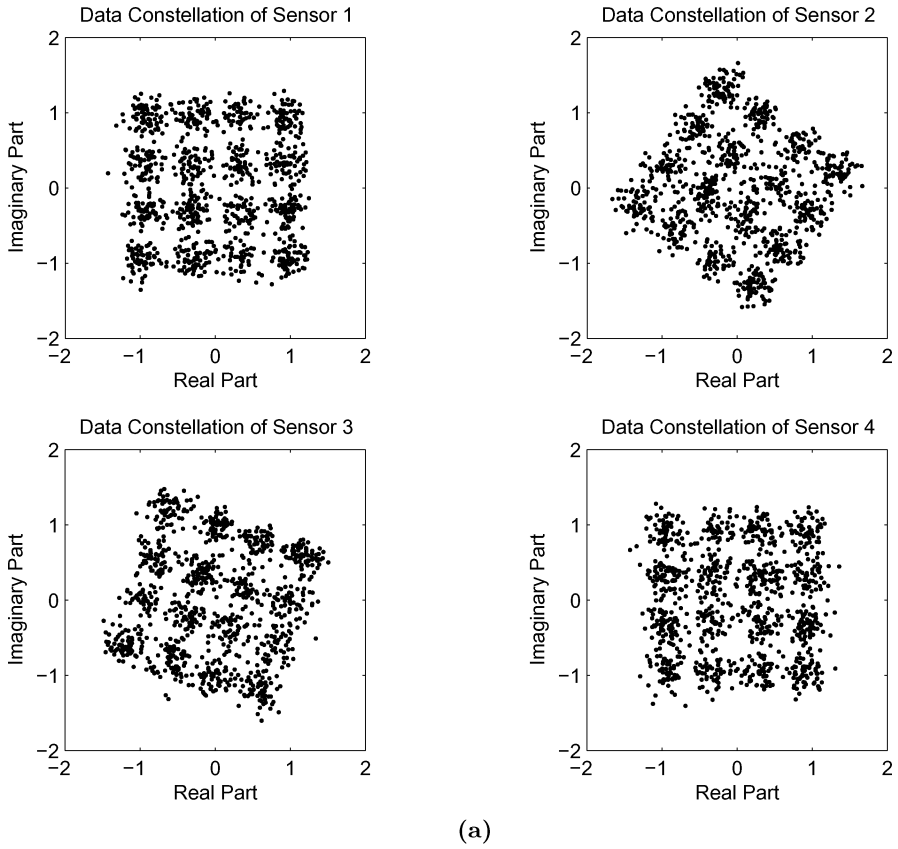 Data Constellation of Sensor 1
2
1
0
−1
−2
−2 −1 0 1 2
Imaginary Part
Real Part
Data Constellation of Sensor 2
2
1
0
−1
−2
−2 −1 0 1 2
Imaginary Part
Real Part
Data Constellation of Sensor 3
2
1
0
−1
−2
−2 −1 0 1 2
Imaginary Part
Real Part
Data Constellation of Sensor 4
2
1
0
−1
−2
−2 −1 0 1 2
Imaginary Part
Real Part
(a)